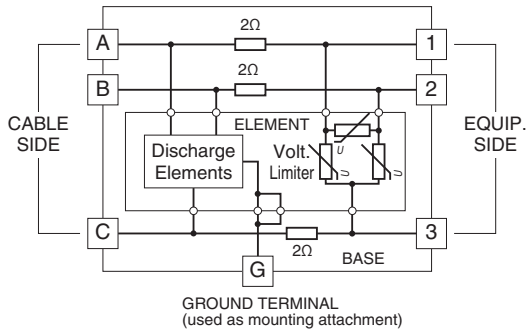 A 2Ω 1
B 2Ω 2
CABLE SIDE
ELEMENT
EQUIP. SIDE
Discharge Elements
Volt. Limiter
U
U
U
C 2Ω 3
G
BASE
GROUND TERMINAL
(used as mounting attachment)